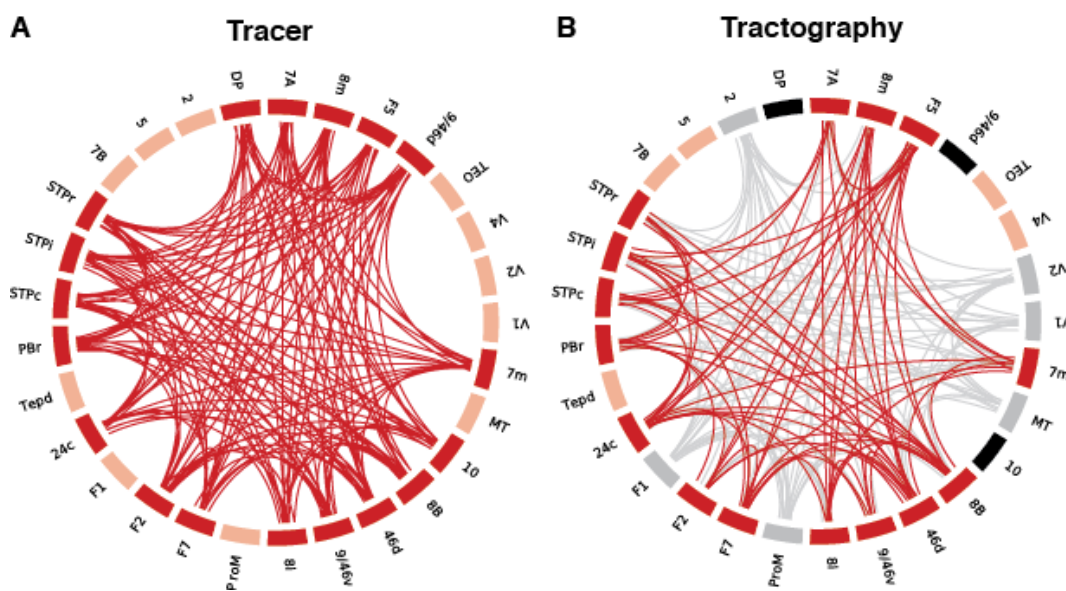 A
Tracer
DP
7A
8m
F5
9/46d
TEO
V4
V2
V1
7m
MT
10
8B
46d
9/46v
8l
ProM
F7
F2
F1
24c
Tepd
PBr
STPc
STPi
STPr
7B
5
2
B
Tractography
DP
7A
8m
F5
9/46d
TEO
V4
V2
V1
7m
MT
10
8B
46d
9/46v
8l
ProM
F7
F2
F1
24c
Tepd
PBr
STPc
STPi
STPr
7B
5
2